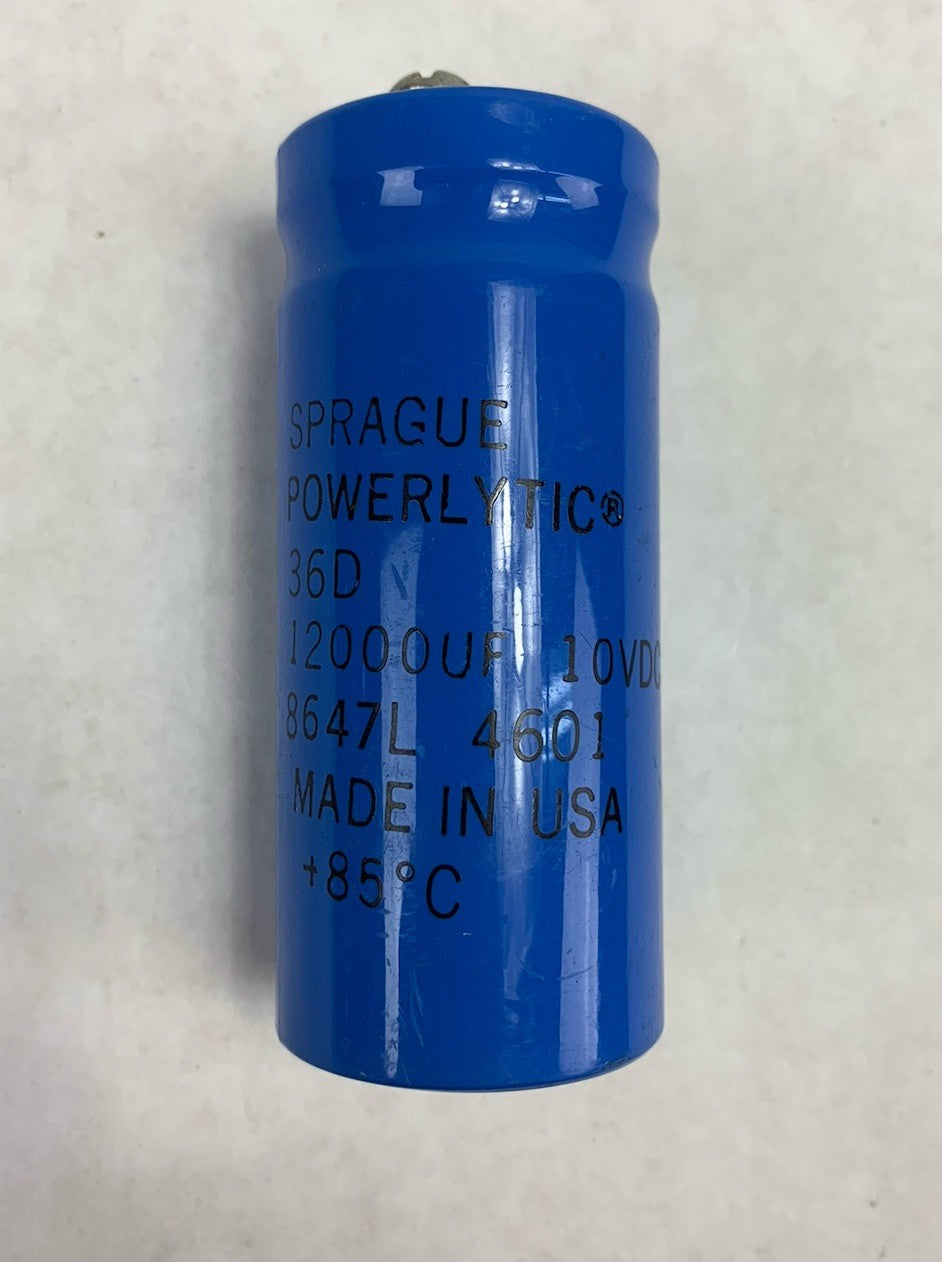 SPRAGUE
POWERLYTIC®
36D
12000UF 10VDC
8647L 4601
MADE IN USA
+85°C